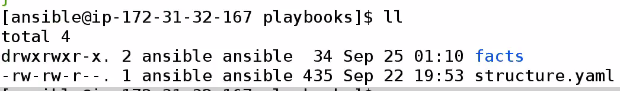 [ansible@ip-172-31-32-167 playbooks]$ ll
total 4
drwxrwxr-x. 2 ansible ansible  34 Sep 25 01:10 facts
-rw-rw-r--. 1 ansible ansible 435 Sep 22 19:53 structure.yaml